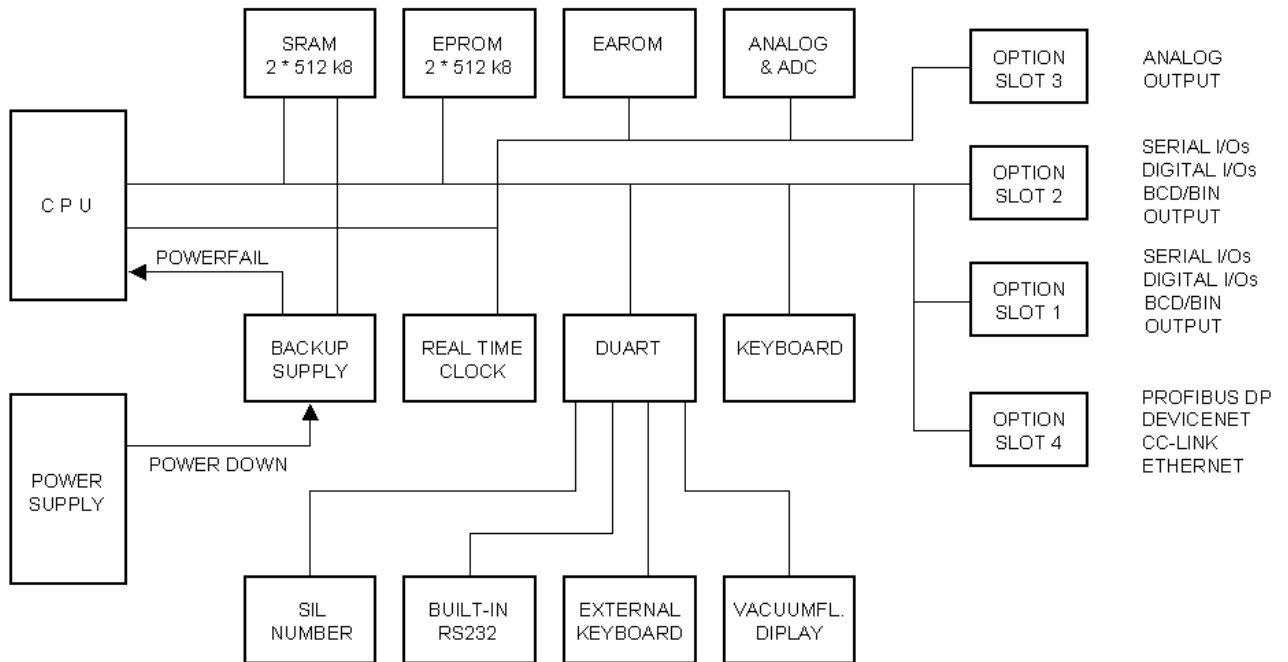 SRAM
2 * 512 k8
EPROM
2 * 512 k8
EAROM
ANALOG
& ADC
OPTION
SLOT 3
ANALOG
OUTPUT
C P U
OPTION
SLOT 2
SERIAL I/Os
DIGITAL I/Os
BCD/BIN
OUTPUT
POWERFAIL
OPTION
SLOT 1
SERIAL I/Os
DIGITAL I/Os
BCD/BIN
OUTPUT
BACKUP
SUPPLY
REAL TIME
CLOCK
DUART
KEYBOARD
OPTION
SLOT 4
PROFIBUS DP
DEVICENET
CC-LINK
ETHERNET
POWER DOWN
POWER
SUPPLY
SIL
NUMBER
BUILT-IN
RS232
EXTERNAL
KEYBOARD
VACUUMFL.
DIPLAY